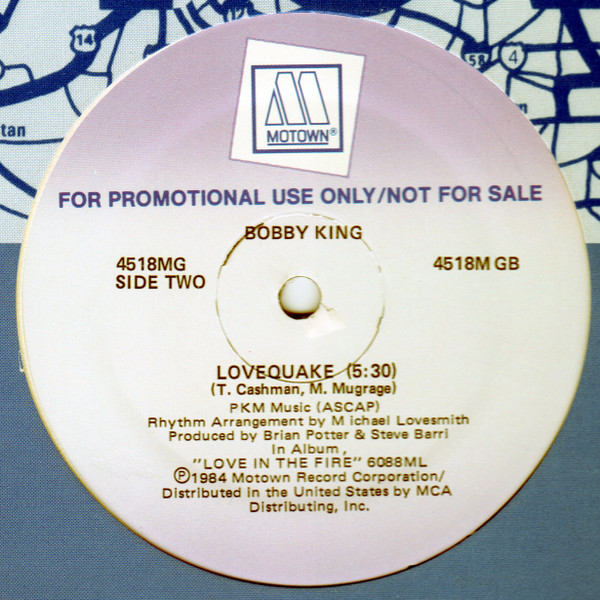 14
58
4
tan
MOTOWN®
FOR PROMOTIONAL USE ONLY/NOT FOR SALE
BOBBY KING
4518MG
SIDE TWO
4518M GB
LOVEQUAKE (5:30)
(T. Cashman, M. Mugrage)
PKM Music (ASCAP)
Rhythm Arrangement by M ichael Lovesmith
Produced by Brian Potter & Steve Barri
In Album ,
"LOVE IN THE FIRE" 6088ML
Ⓟ1984 Motown Record Corporation/
Distributed in the United States by MCA
Distributing, Inc.